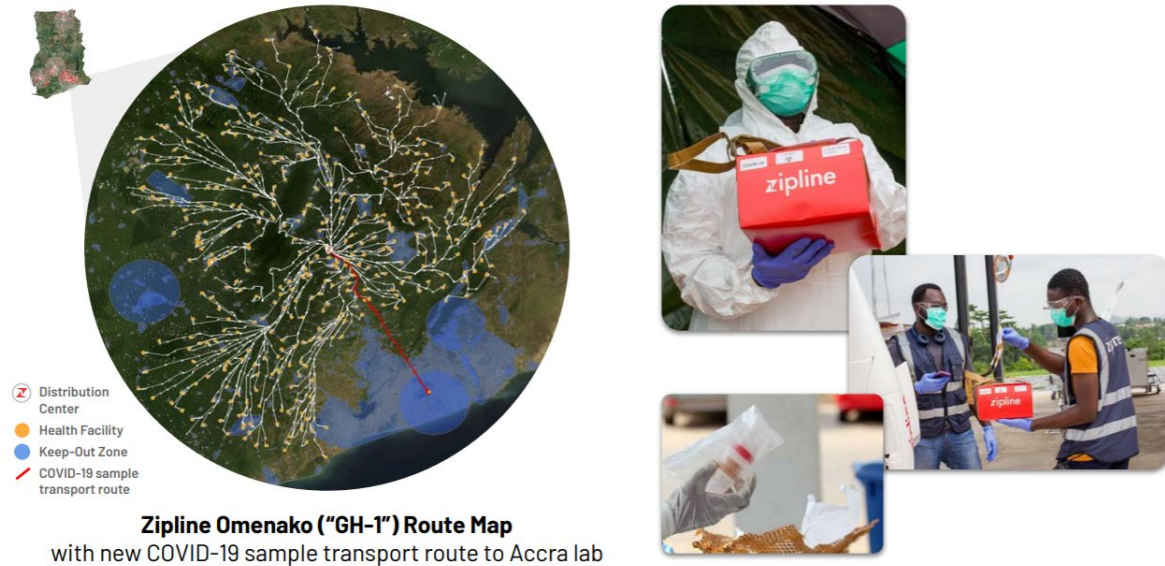 Distribution
Center
Health Facility
Keep-Out Zone
COVID-19 sample
transport route
Zipline Omenako (“GH-1”) Route Map
with new COVID-19 sample transport route to Accra lab
zipline
zipline